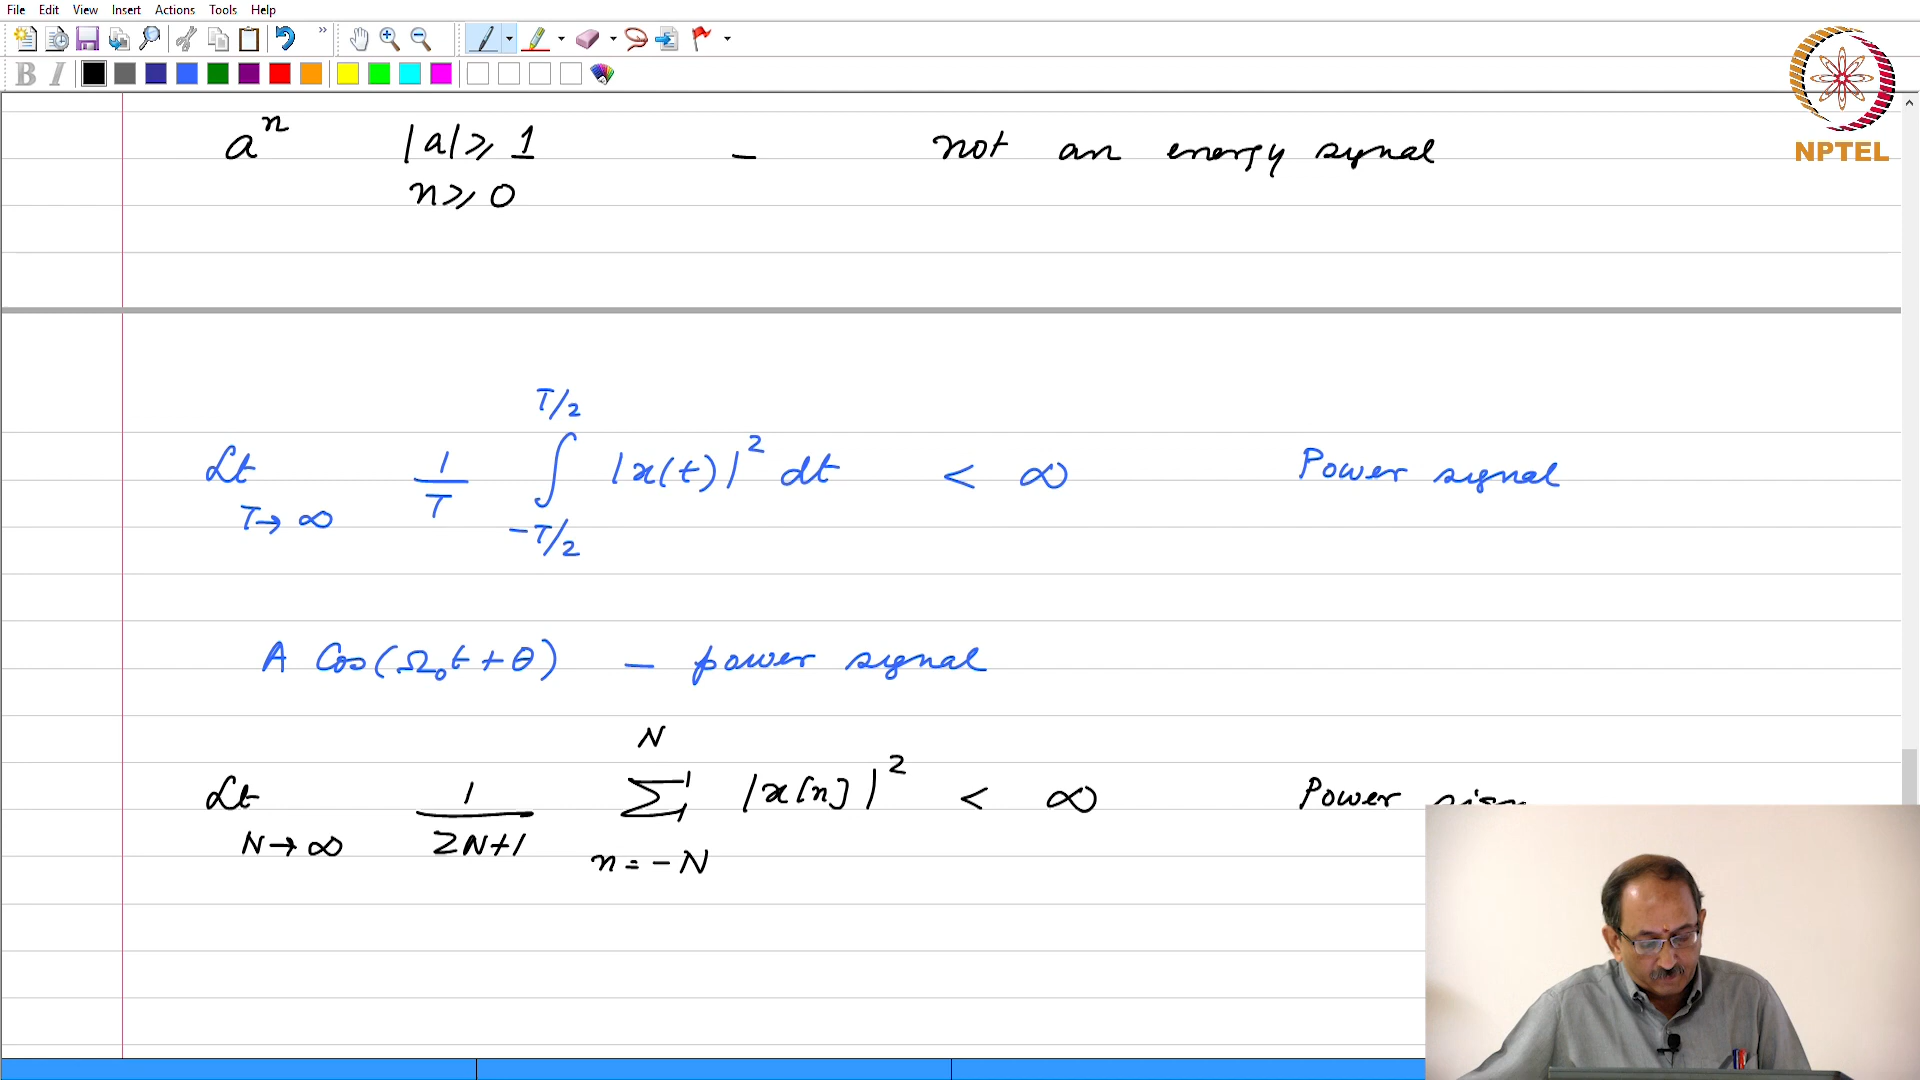 File Edit View Insert Actions Tools Help
B I
NPTEL
aⁿ |a| ⩾ 1 – not an energy signal
n ⩾ 0
Lt T→∞ 1/T ∫_{-T/2}^{T/2} |x(t)|² dt < ∞ Power signal
A Cos(Ω₀t + θ) – power signal
Lt N→∞ 1/(2N+1) ∑_{n=-N}^{N} |x[n]|² < ∞ Power